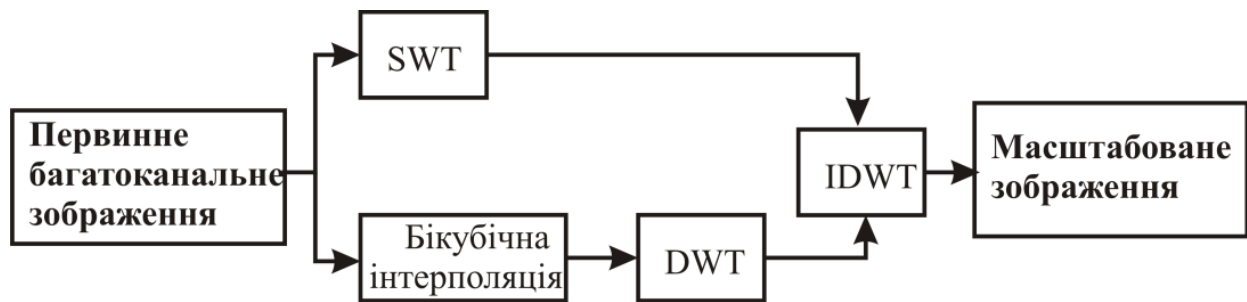 Первинне
багатоканальне
зображення
SWT
Бікубічна
інтерполяція
DWT
IDWT
Масштабоване
зображення